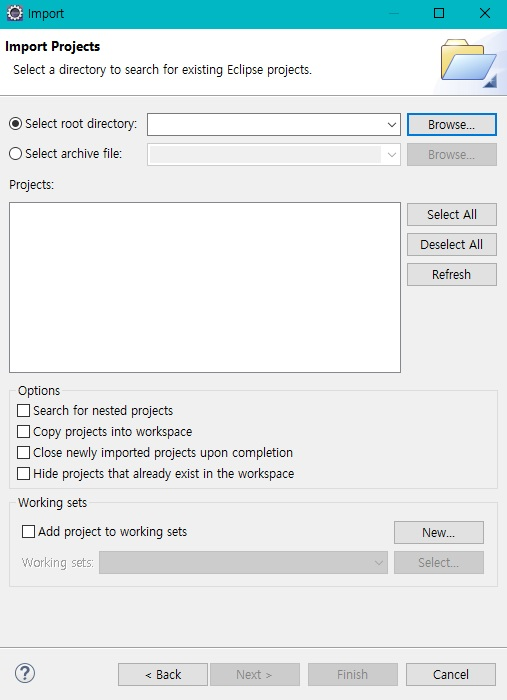 Import
Import Projects
Select a directory to search for existing Eclipse projects.
Select root directory:
Browse...
Select archive file:
Browse...
Projects:
Select All
Deselect All
Refresh
Options
Search for nested projects
Copy projects into workspace
Close newly imported projects upon completion
Hide projects that already exist in the workspace
Working sets
Add project to working sets
New...
Working sets:
Select...
?
< Back
Next >
Finish
Cancel